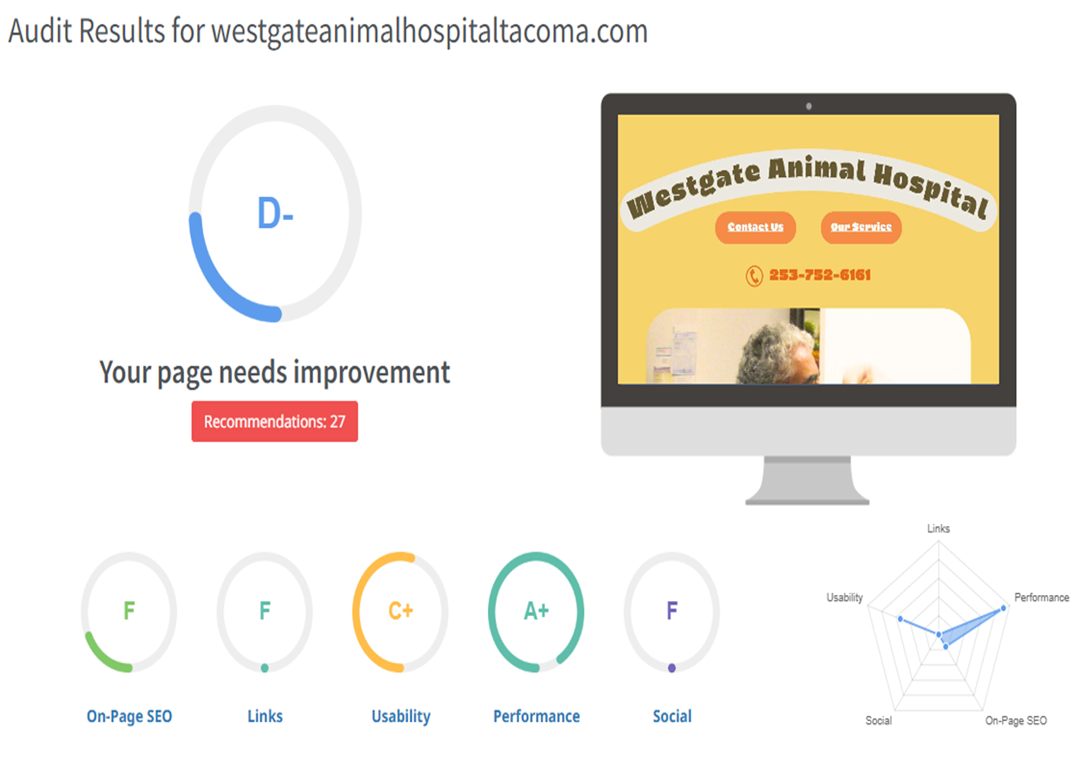 Audit Results for westgateanimalhospitaltacoma.com
D-
Your page needs improvement
Recommendations: 27
Westgate Animal Hospital
Contact Us
Our Service
253-752-6161
F
On-Page SEO
F
Links
C+
Usability
A+
Performance
F
Social
Links
Usability
Performance
Social
On-Page SEO